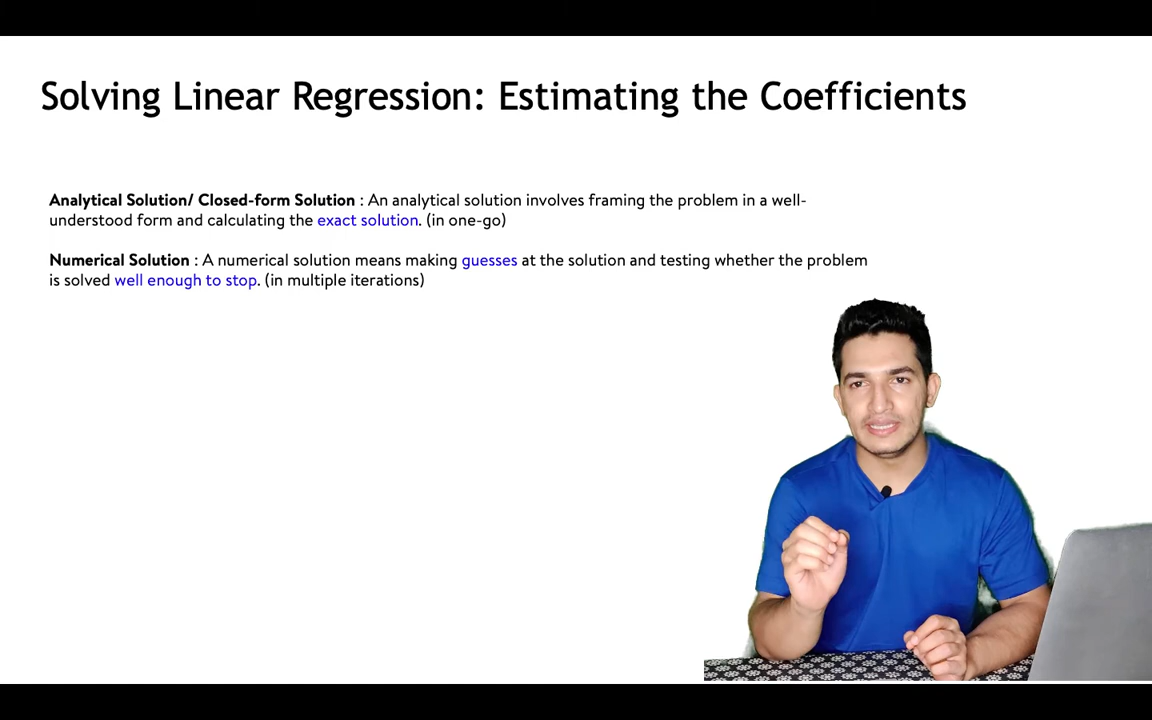 Solving Linear Regression: Estimating the Coefficients
Analytical Solution/ Closed-form Solution : An analytical solution involves framing the problem in a well-
understood form and calculating the exact solution. (in one-go)
Numerical Solution : A numerical solution means making guesses at the solution and testing whether the problem
is solved well enough to stop. (in multiple iterations)